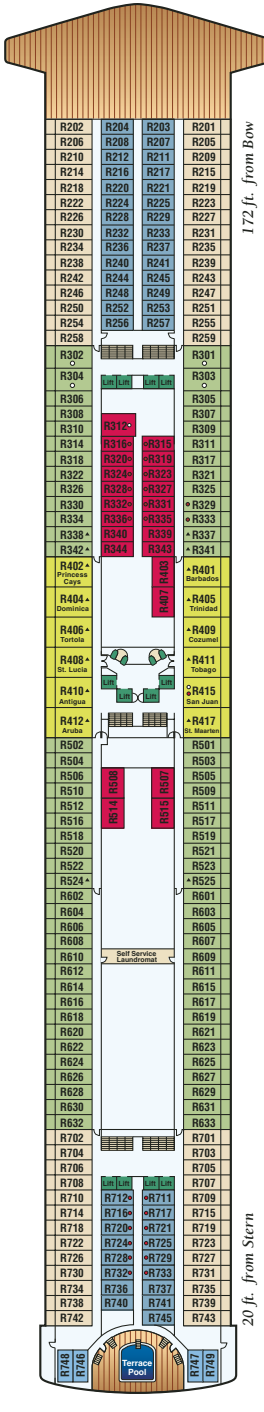 R202 R204 R203 R201
R206 R208 R207 R205
R210 R212 R211 R209
R214 R216 R217 R215
R218 R220 R221 R219
R222 R224 R225 R223
R226 R228 R229 R227
R230 R232 R233 R231
R234 R236 R237 R235
R238 R240 R241 R239
R242 R244 R245 R243
R246 R248 R249 R247
R250 R252 R253 R251
R254 R256 R257 R255
R258 R259
172 ft. from Bow
R302 R301
R304 Lift Lift Lift Lift R303
R306 R305
R308 R307
R310 R312 R309
R314 R316 R315 R311
R318 R320 R319 R317
R322 R324 R323 R321
R326 R328 R327 R325
R330 R332 R331 R329
R334 R336 R335 R333
R338 R340 R339 R337
R342 R344 R343 R341
R402 R403 R401
Princess Cays Barbados
R404 R407 R405
Dominica Trinidad
R406 R409
Tortola Cozumel
R408 R411
St. Lucia Tobago
Lift Lift
R410 R415
Antigua Lift Lift San Juan
R412 R417
Aruba St. Maarten
R502 R501
R504 R503
R506 R508 R507 R505
R510 R509
R512 R514 R515 R511
R516 R517
R518 R519
R520 R521
R522 R523
R524 R525
R602 R601
R604 R603
R606 R605
R608 R607
R610 Self Service Laundromat R609
R612 R611
R614 R615
R616 R617
R618 R619
R620 R621
R622 R623
R624 R625
R626 R627
R628 R629
R630 R631
R632 R633
R702 R701
R704 R703
R706 R705
R708 Lift Lift Lift Lift R707
R710 R712 R711 R709
R714 R716 R717 R715
R718 R720 R721 R719
R722 R724 R725 R723
R726 R728 R729 R727
R730 R732 R733 R731
R734 R736 R737 R735
R738 R740 R741 R739
R742 R745 R743
20 ft. from Stern
R748 R746 Terrace Pool R747 R749